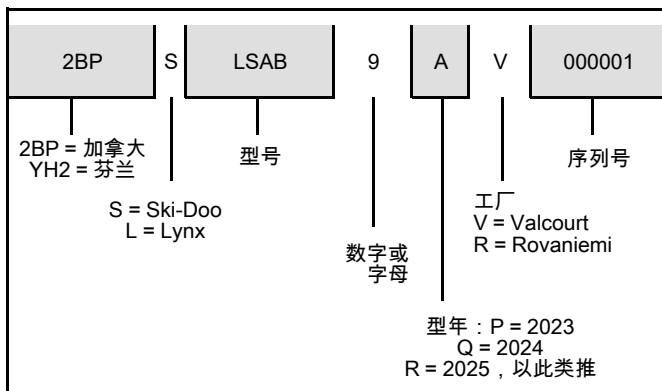 2BP S LSAB 9 A V 000001
2BP = 加拿大
YH2 = 芬兰
型号
序列号
S = Ski-Doo
L = Lynx
工厂
V = Valcourt
R = Rovaniemi
数字或
字母
型年：P = 2023
Q = 2024
R = 2025，以此类推